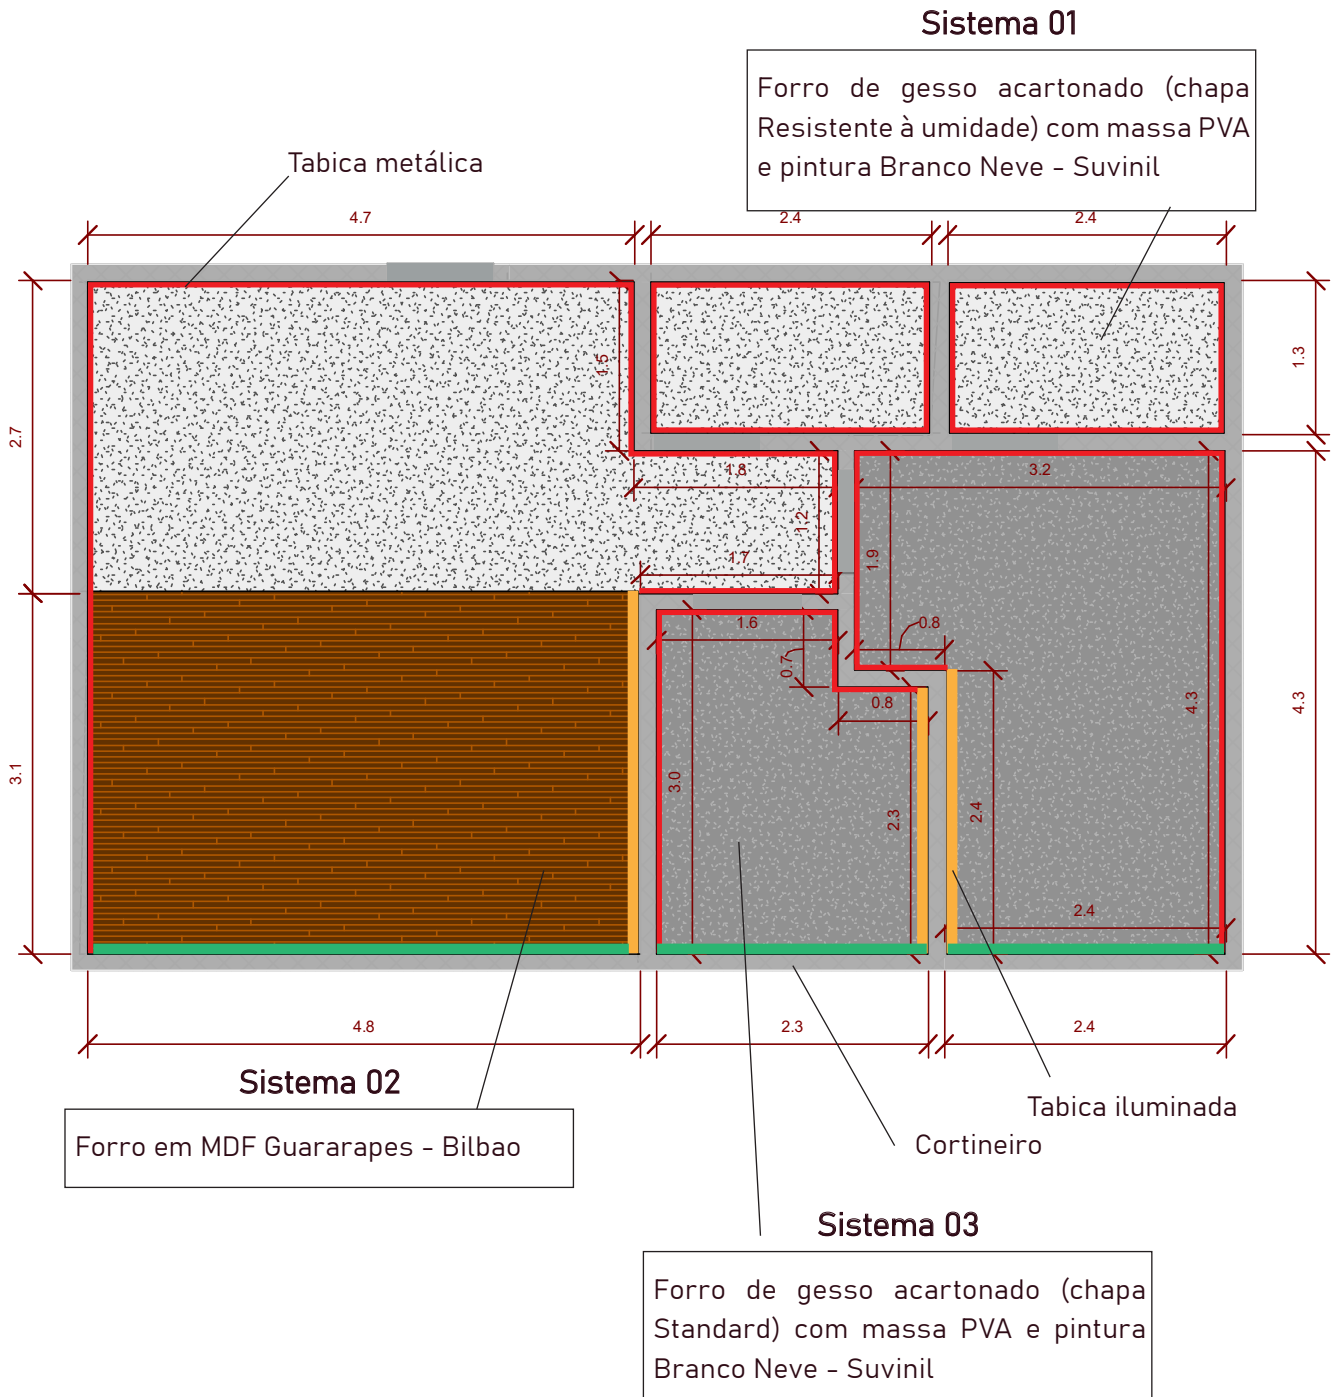 Sistema 01
Forro de gesso acartonado (chapa
Resistente à umidade) com massa PVA
e pintura Branco Neve - Suvinil
Tabica metálica
4.7
2.4
2.4
1.5
1.3
2.7
1.8
3.2
1.2
1.7
1.9
1.6
0.8
0.7
0.8
4.3
4.3
3.1
3.0
2.3
2.4
2.4
4.8
2.3
2.4
Sistema 02
Forro em MDF Guararapes - Bilbao
Tabica iluminada
Cortineiro
Sistema 03
Forro de gesso acartonado (chapa
Standard) com massa PVA e pintura
Branco Neve - Suvinil